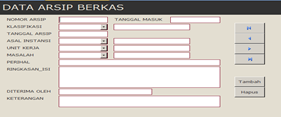 DATA ARSIP BERKAS
NOMOR ARSIP TANGGAL MASUK
KLASIFIKASI
TANGGAL ARSIP
ASAL INSTANSI
UNIT KERJA
MASALAH
PERIHAL
RINGKASAN_ISI
Tambah
Hapus
DITERIMA OLEH
KETERANGAN